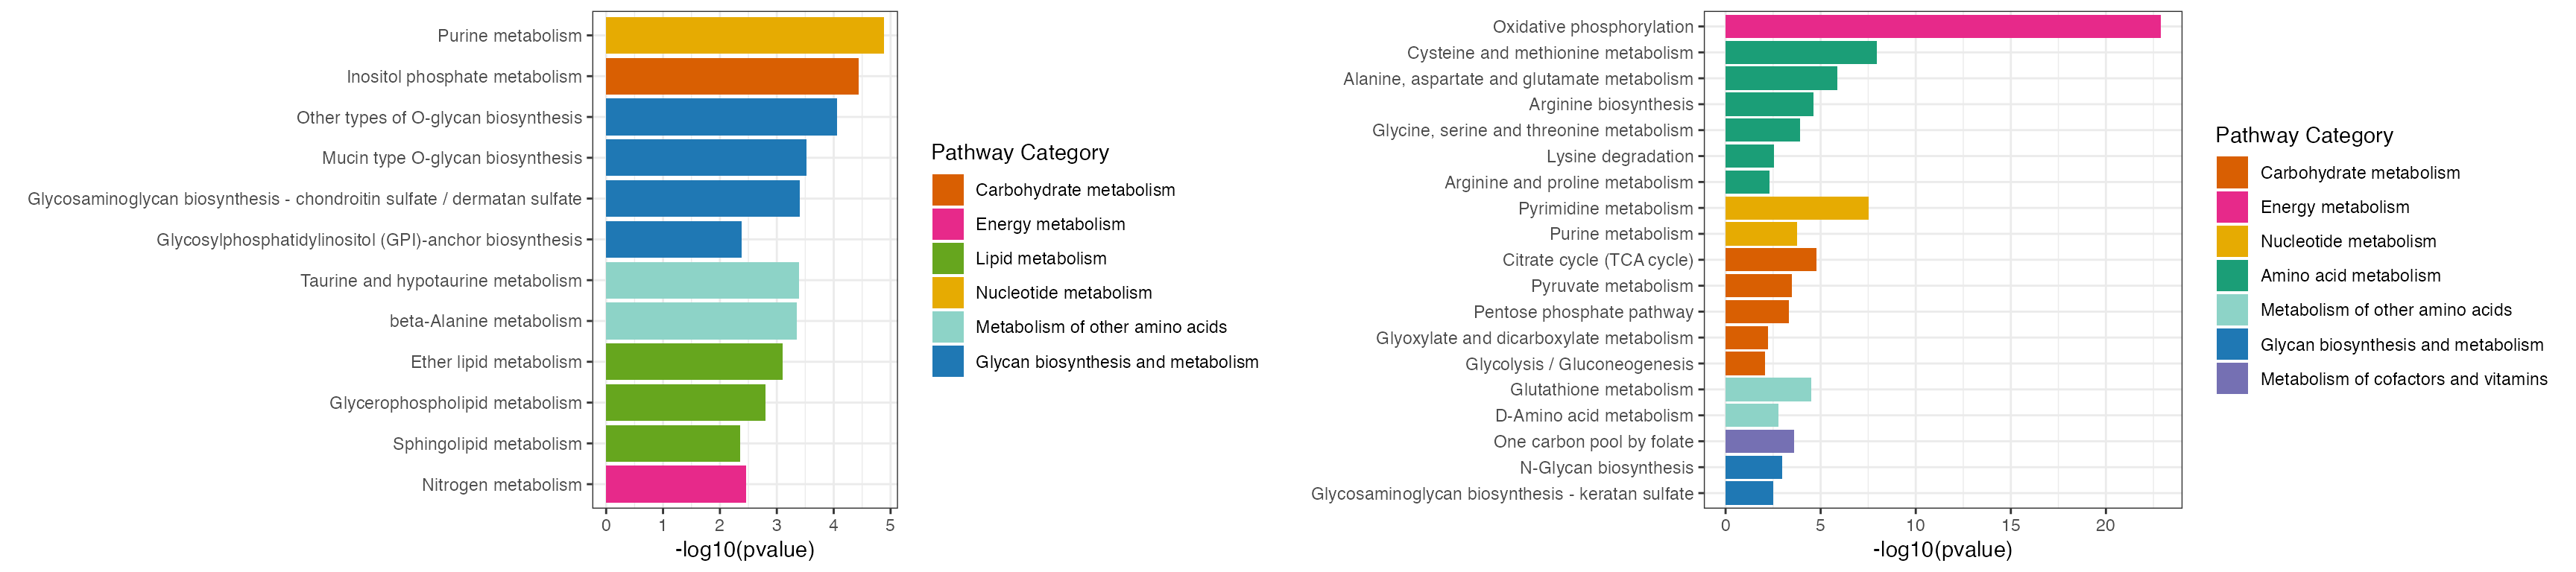 Purine metabolism
Inositol phosphate metabolism
Other types of O-glycan biosynthesis
Mucin type O-glycan biosynthesis
Glycosaminoglycan biosynthesis - chondroitin sulfate / dermatan sulfate
Glycosylphosphatidylinositol (GPI)-anchor biosynthesis
Taurine and hypotaurine metabolism
beta-Alanine metabolism
Ether lipid metabolism
Glycerophospholipid metabolism
Sphingolipid metabolism
Nitrogen metabolism
0 1 2 3 4 5
-log10(pvalue)
Pathway Category
Carbohydrate metabolism
Energy metabolism
Lipid metabolism
Nucleotide metabolism
Metabolism of other amino acids
Glycan biosynthesis and metabolism
Oxidative phosphorylation
Cysteine and methionine metabolism
Alanine, aspartate and glutamate metabolism
Arginine biosynthesis
Glycine, serine and threonine metabolism
Lysine degradation
Arginine and proline metabolism
Pyrimidine metabolism
Purine metabolism
Citrate cycle (TCA cycle)
Pyruvate metabolism
Pentose phosphate pathway
Glyoxylate and dicarboxylate metabolism
Glycolysis / Gluconeogenesis
Glutathione metabolism
D-Amino acid metabolism
One carbon pool by folate
N-Glycan biosynthesis
Glycosaminoglycan biosynthesis - keratan sulfate
0 5 10 15 20
-log10(pvalue)
Pathway Category
Carbohydrate metabolism
Energy metabolism
Nucleotide metabolism
Amino acid metabolism
Metabolism of other amino acids
Glycan biosynthesis and metabolism
Metabolism of cofactors and vitamins